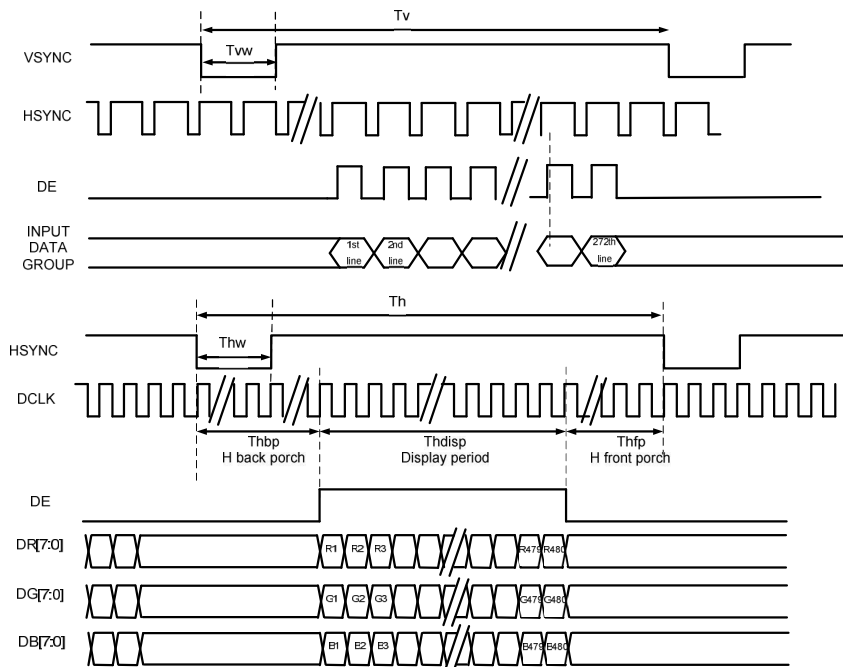 Tv
VSYNC
Tvw
HSYNC
DE
INPUT
DATA
GROUP
1st
line
2nd
line
272th
line
Th
HSYNC
Thw
DCLK
Thbp
H back porch
Thdisp
Display period
Thfp
H front porch
DE
DR[7:0]
R1 R2 R3 R479 R480
DG[7:0]
G1 G2 G3 G479 G480
DB[7:0]
B1 B2 B3 B479 B480